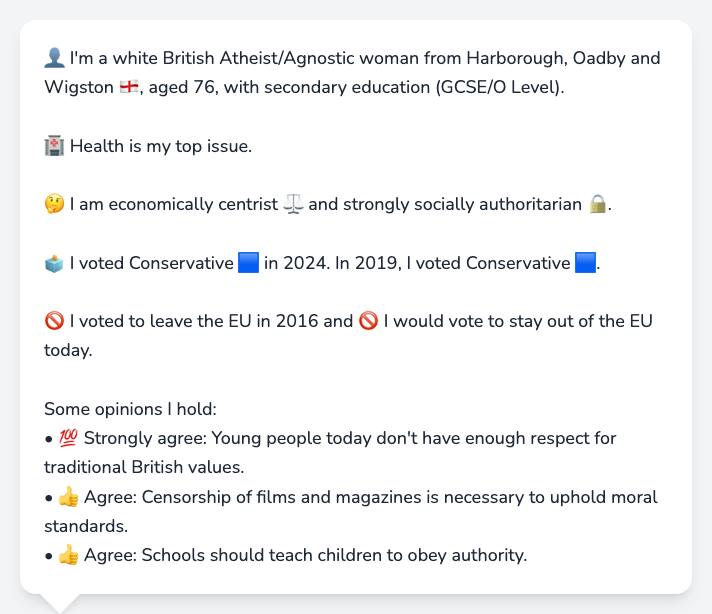 👤 I'm a white British Atheist/Agnostic woman from Harborough, Oadby and
Wigston 🏴󠁧󠁢󠁥󠁮󠁧󠁿, aged 76, with secondary education (GCSE/O Level).
🏥 Health is my top issue.
🤔 I am economically centrist ⚖️ and strongly socially authoritarian 🔒.
🗳️ I voted Conservative 🟦 in 2024. In 2019, I voted Conservative 🟦.
🚫 I voted to leave the EU in 2016 and 🚫 I would vote to stay out of the EU
today.
Some opinions I hold:
• 💯 Strongly agree: Young people today don't have enough respect for
traditional British values.
• 👍 Agree: Censorship of films and magazines is necessary to uphold moral
standards.
• 👍 Agree: Schools should teach children to obey authority.